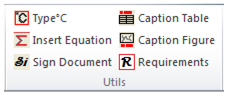 Type°C Caption Table
Insert Equation Caption Figure
Sign Document Requirements
Utils